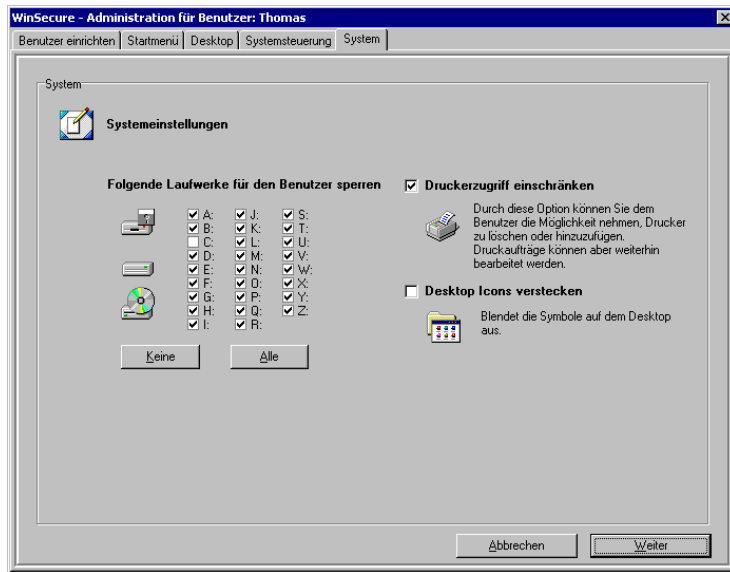 WinSecure - Administration für Benutzer: Thomas
Benutzer einrichten Startmenü Desktop Systemsteuerung System
System
Systemeinstellungen
Folgende Laufwerke für den Benutzer sperren
A: J: S:
B: K: T:
C: L: U:
D: M: V:
E: N: W:
F: O: X:
G: P: Y:
H: Q: Z:
I: R:
Keine Alle
Druckerzugriff einschränken
Durch diese Option können Sie dem
Benutzer die Möglichkeit nehmen, Drucker
zu löschen oder hinzuzufügen.
Druckaufträge können aber weiterhin
bearbeitet werden.
Desktop Icons verstecken
Blendet die Symbole auf dem Desktop
aus.
Abbrechen Weiter